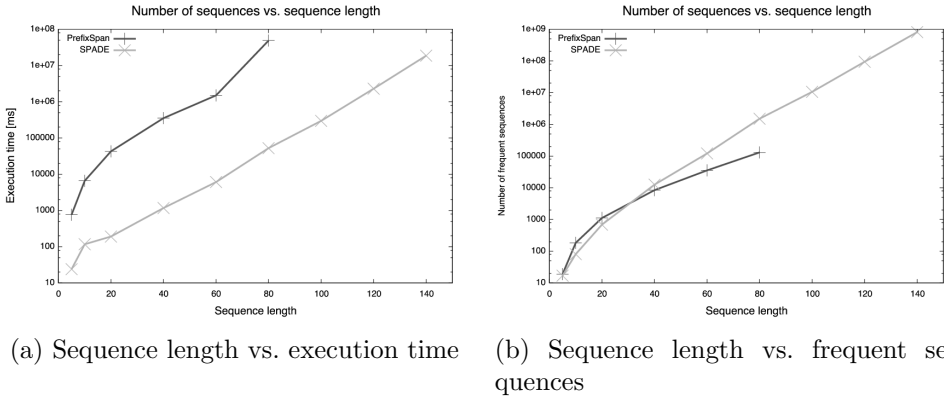 Number of sequences vs. sequence length
PrefixSpan
SPADE
1e+08
1e+07
1e+06
100000
10000
1000
100
10
Execution time [ms]
0 20 40 60 80 100 120 140
Sequence length
Number of sequences vs. sequence length
PrefixSpan
SPADE
1e+09
1e+08
1e+07
1e+06
100000
10000
1000
100
10
Number of frequent sequences
0 20 40 60 80 100 120 140
Sequence length
(a) Sequence length vs. execution time
(b) Sequence length vs. frequent se
quences